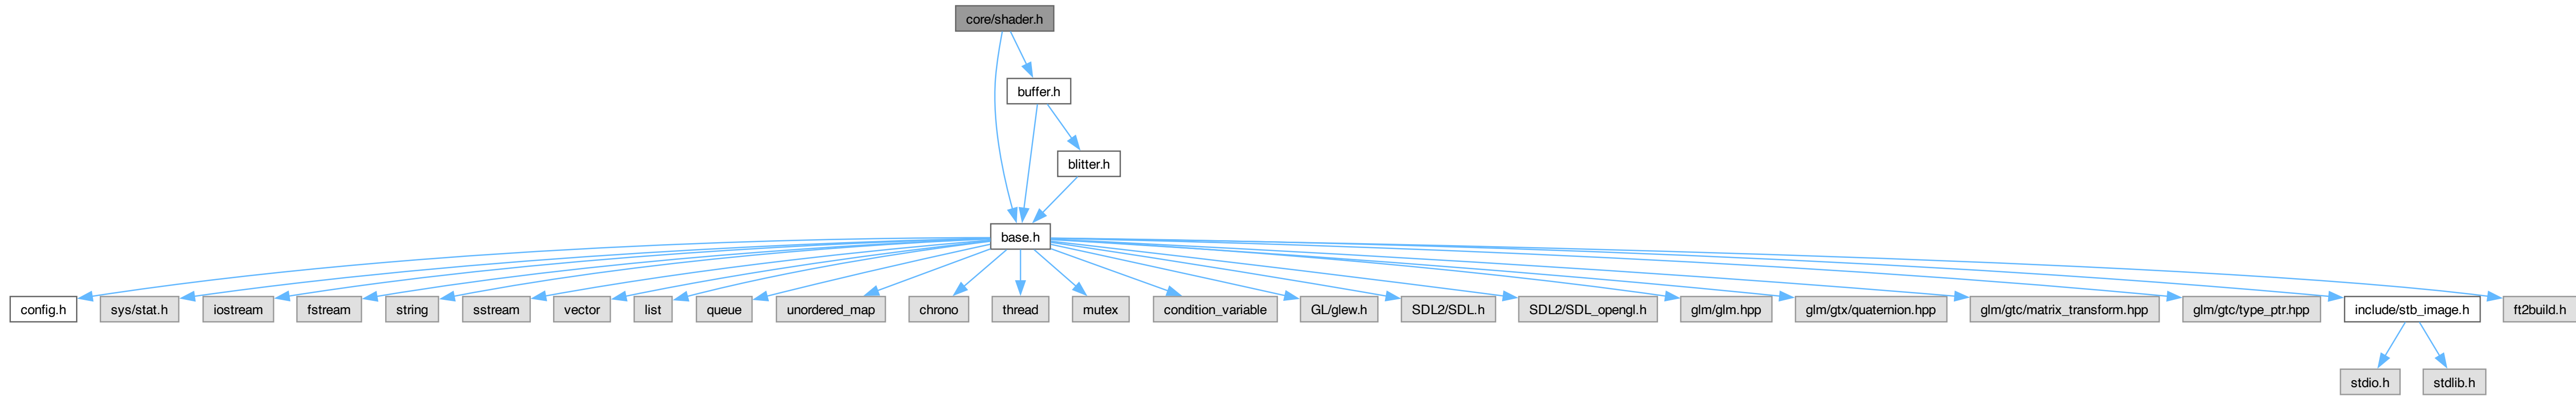 core/shader.h
buffer.h
blitter.h
base.h
config.h
sys/stat.h
iostream
fstream
string
sstream
vector
list
queue
unordered_map
chrono
thread
mutex
condition_variable
GL/glew.h
SDL2/SDL.h
SDL2/SDL_opengl.h
glm/glm.hpp
glm/gtx/quaternion.hpp
glm/gtc/matrix_transform.hpp
glm/gtc/type_ptr.hpp
include/stb_image.h
ft2build.h
stdio.h
stdlib.h